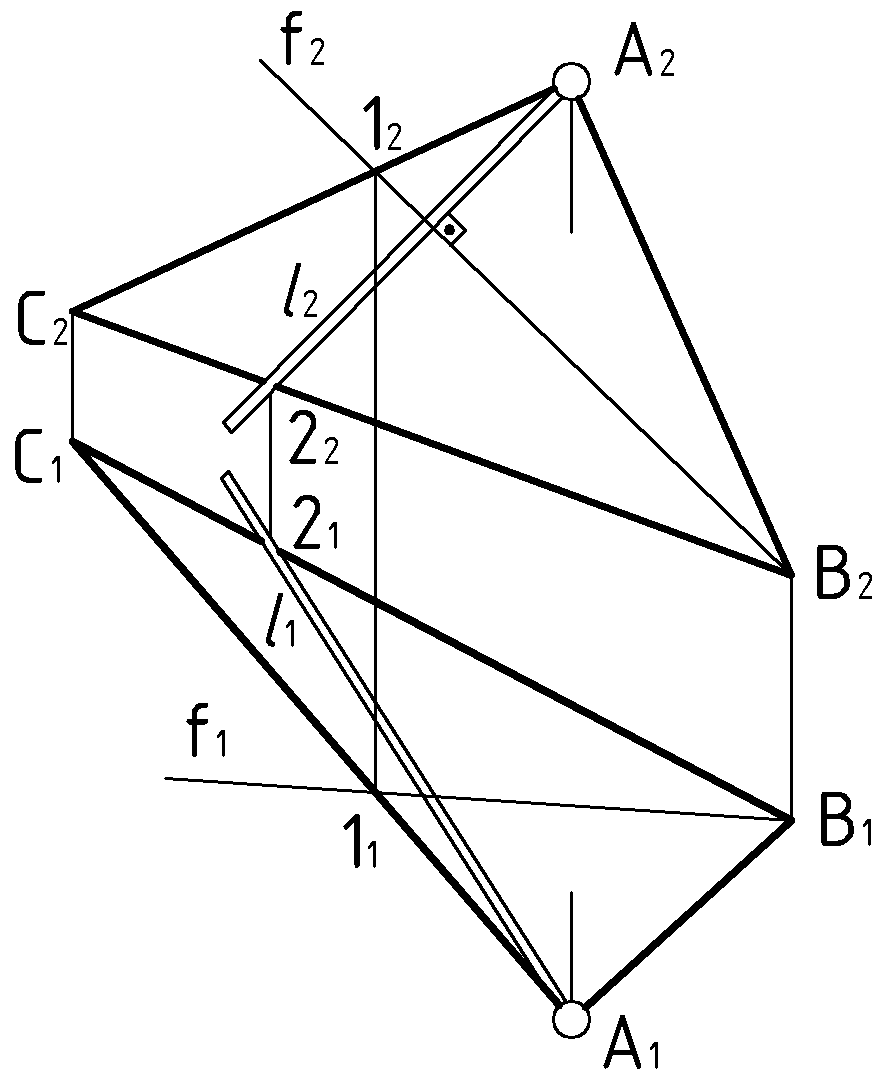 f₂
A₂
1₂
l₂
C₂
2₂
C₁
2₁
B₂
l₁
f₁
B₁
1₁
A₁